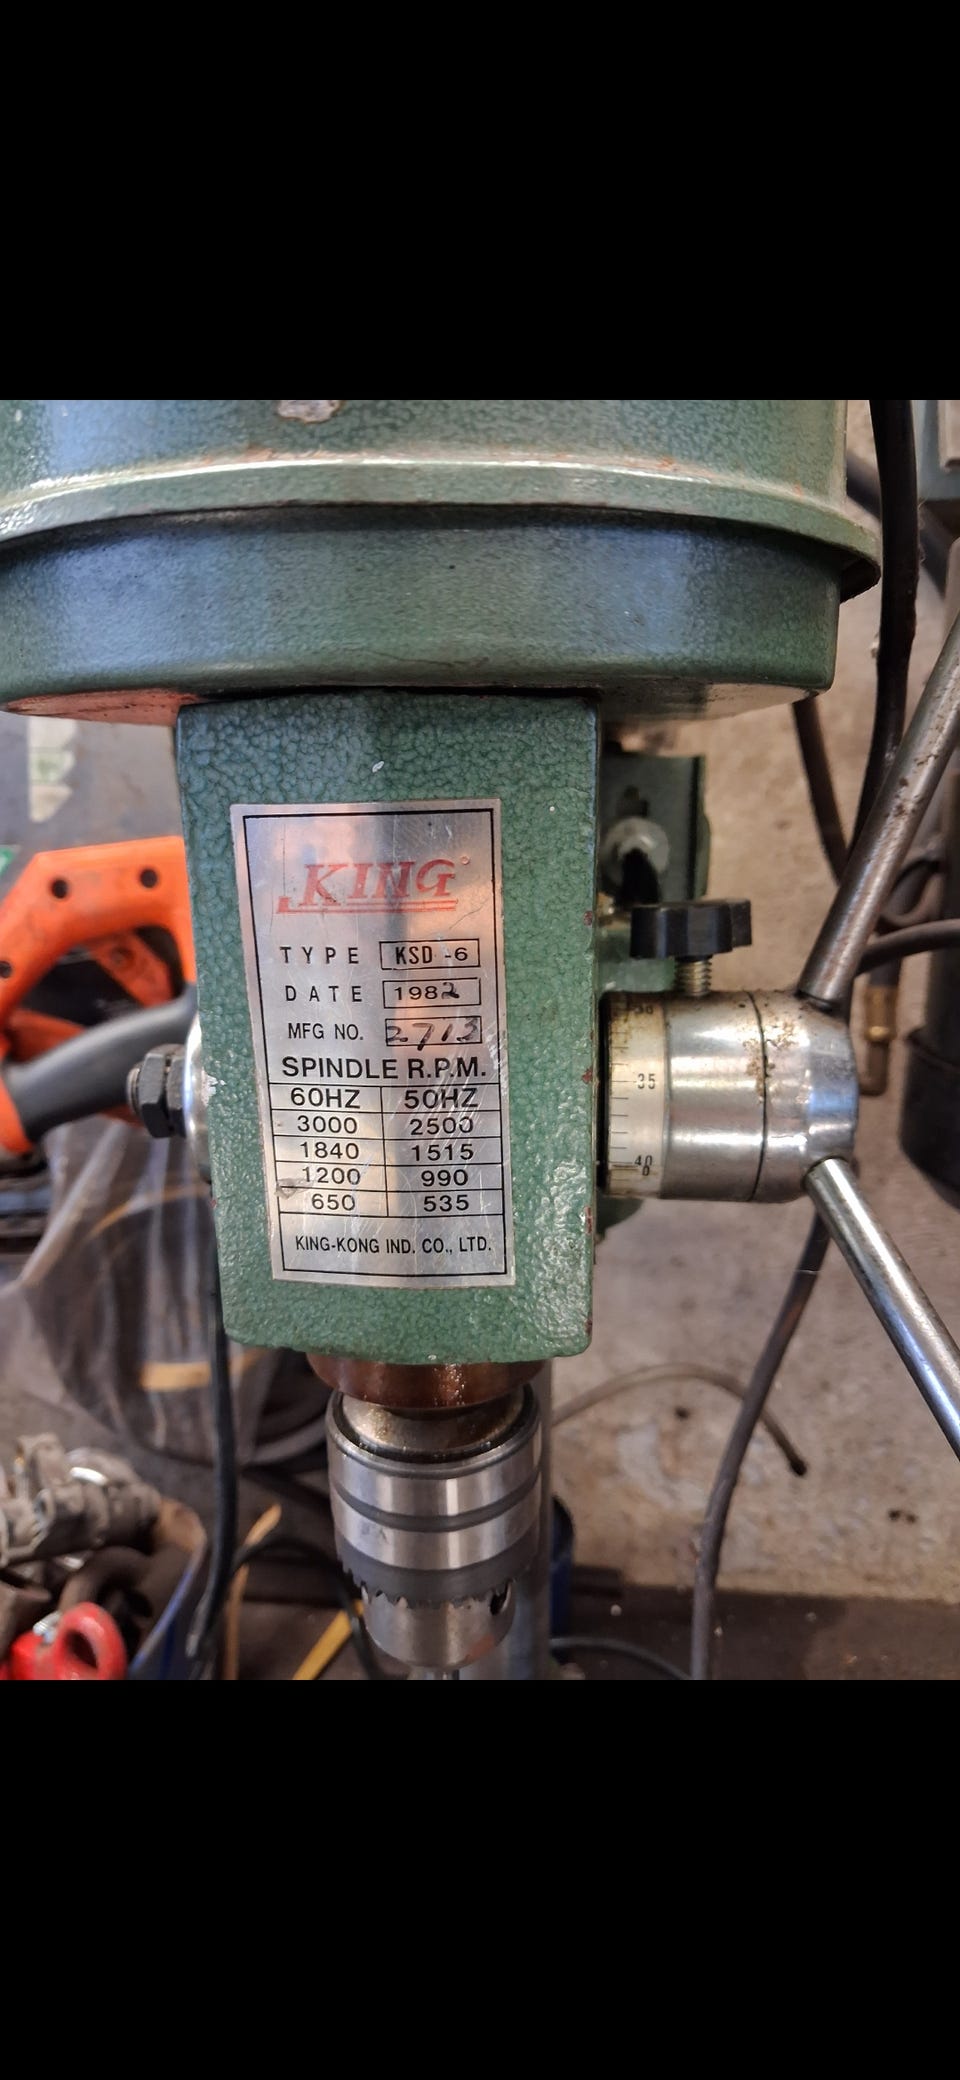 KING
TYPE KSD-6
DATE 1982
MFG NO. 2713
SPINDLE R.P.M.
60HZ 50HZ
3000 2500
1840 1515
1200 990
650 535
KING-KONG IND. CO., LTD.
35
40
0